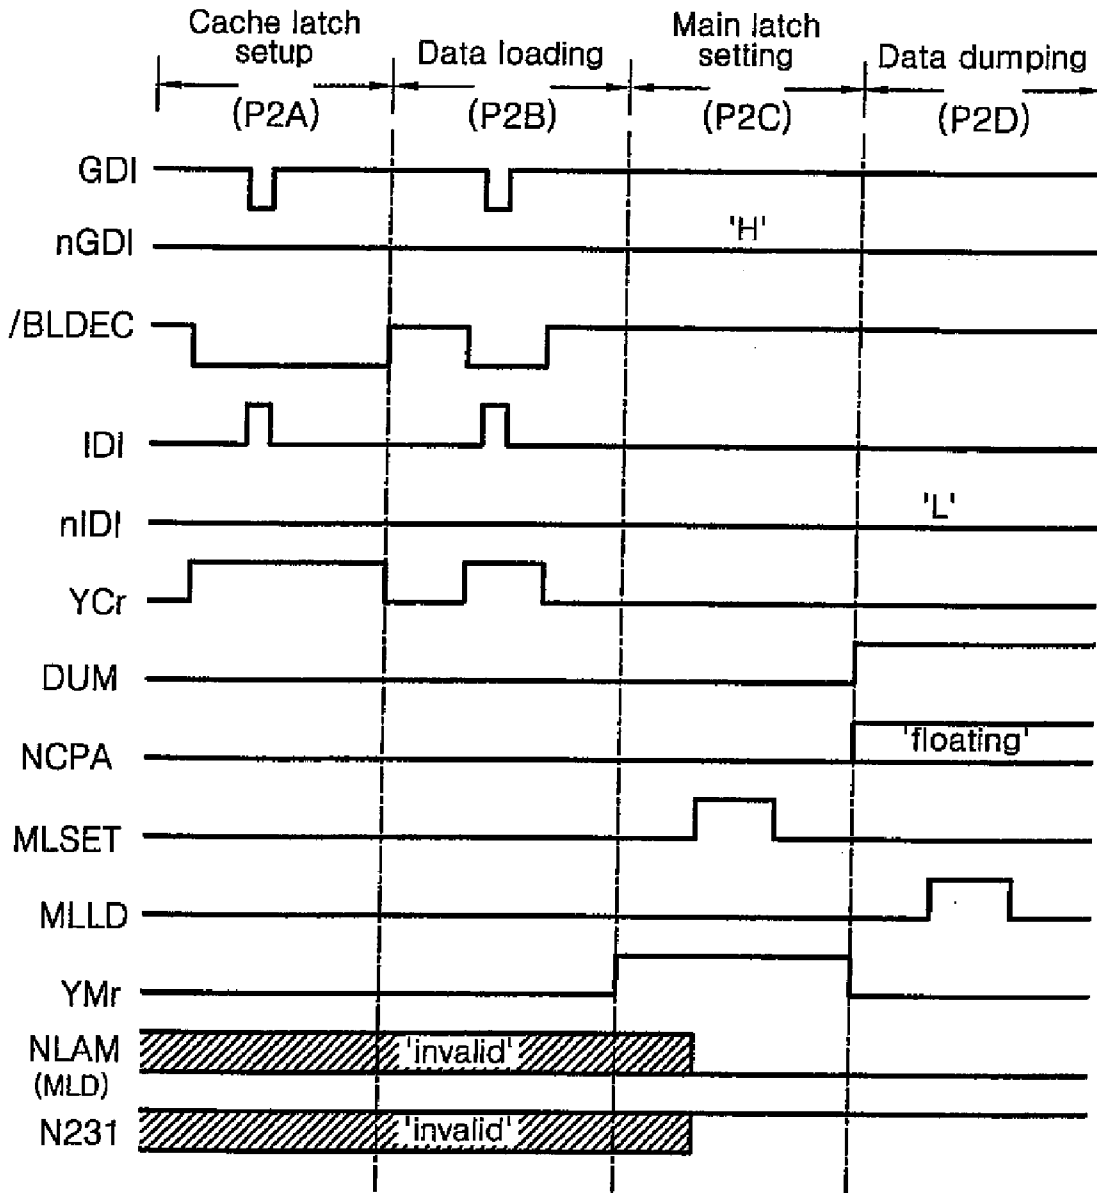 Cache latch
setup
Data loading
Main latch
setting
Data dumping
(P2A)
(P2B)
(P2C)
(P2D)
GDI
nGDI
'H'
/BLDEC
IDI
nIDI
'L'
YCr
DUM
NCPA
'floating'
MLSET
MLLD
YMr
NLAM
'invalid'
(MLD)
N231
'invalid'